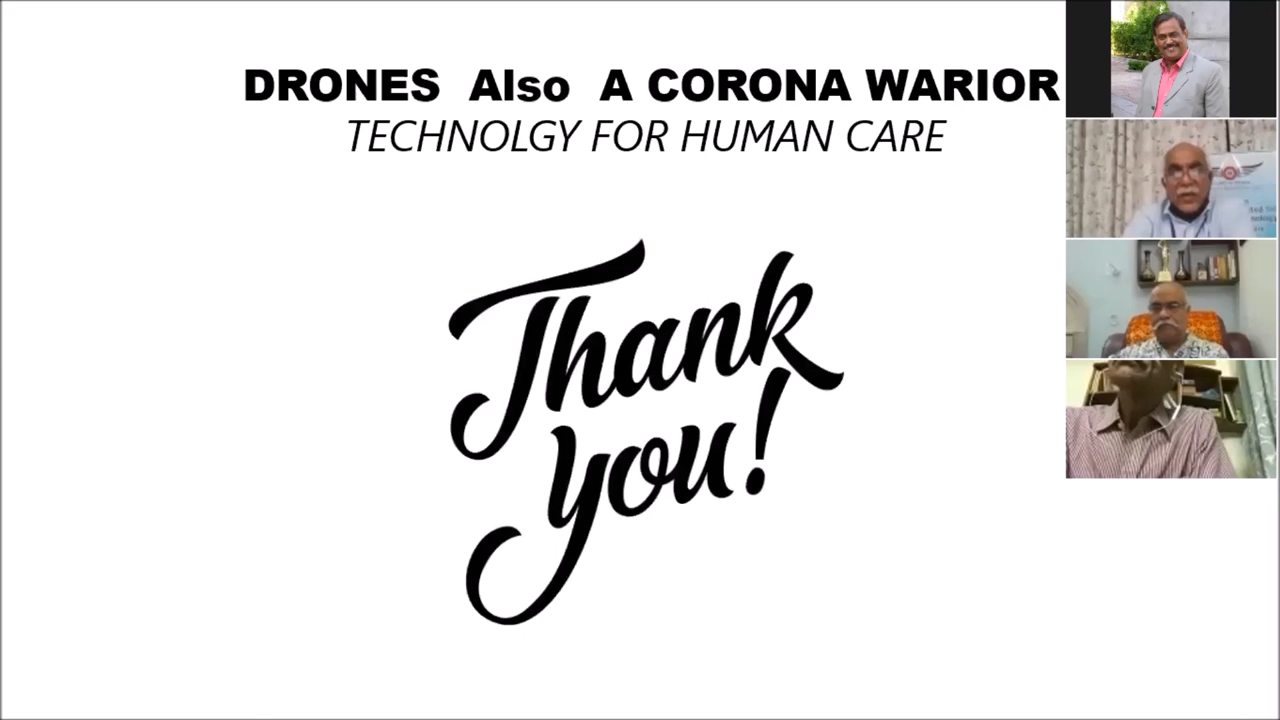 DRONES Also A CORONA WARIOR
TECHNOLGY FOR HUMAN CARE
Thank
you!